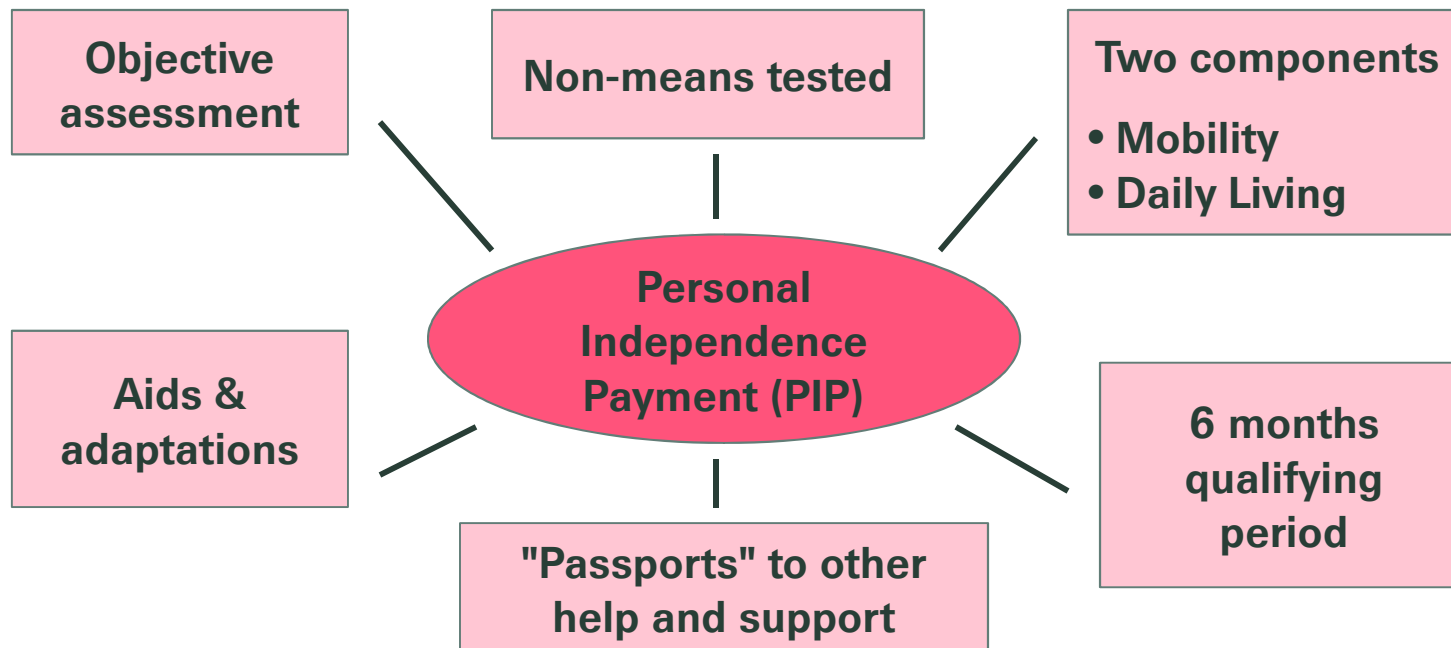 Objective
assessment
Non-means tested
Two components
• Mobility
• Daily Living
Personal
Independence
Payment (PIP)
Aids &
adaptations
6 months
qualifying
period
"Passports" to other
help and support